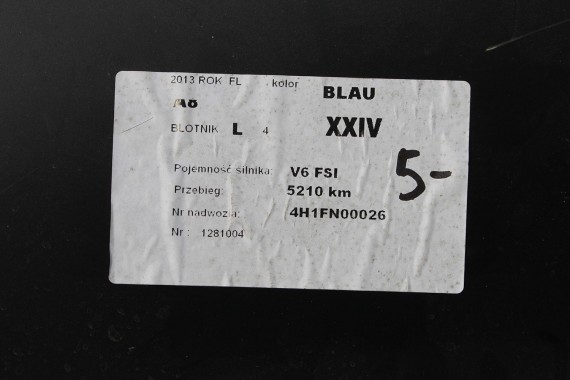 2013 ROK FL kolor BLAU
A8
BLOTNIK L 4 XXIV
5-
Pojemność silnika: V6 FSI
Przebieg: 5210 km
Nr nadwozia: 4H1FN00026
Nr : 1281004